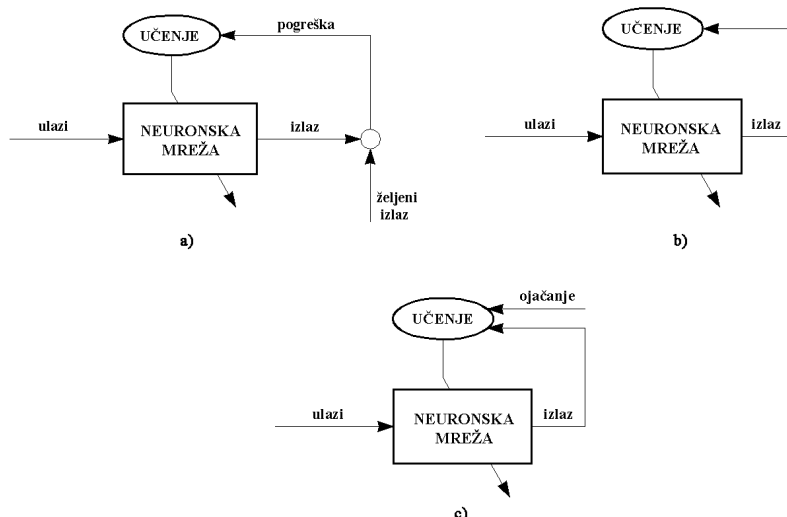 UČENJE
pogreška
ulazi
NEURONSKA
MREŽA
izlaz
željeni
izlaz
a)
UČENJE
ulazi
NEURONSKA
MREŽA
izlaz
b)
UČENJE
ojačanje
ulazi
NEURONSKA
MREŽA
izlaz
c)